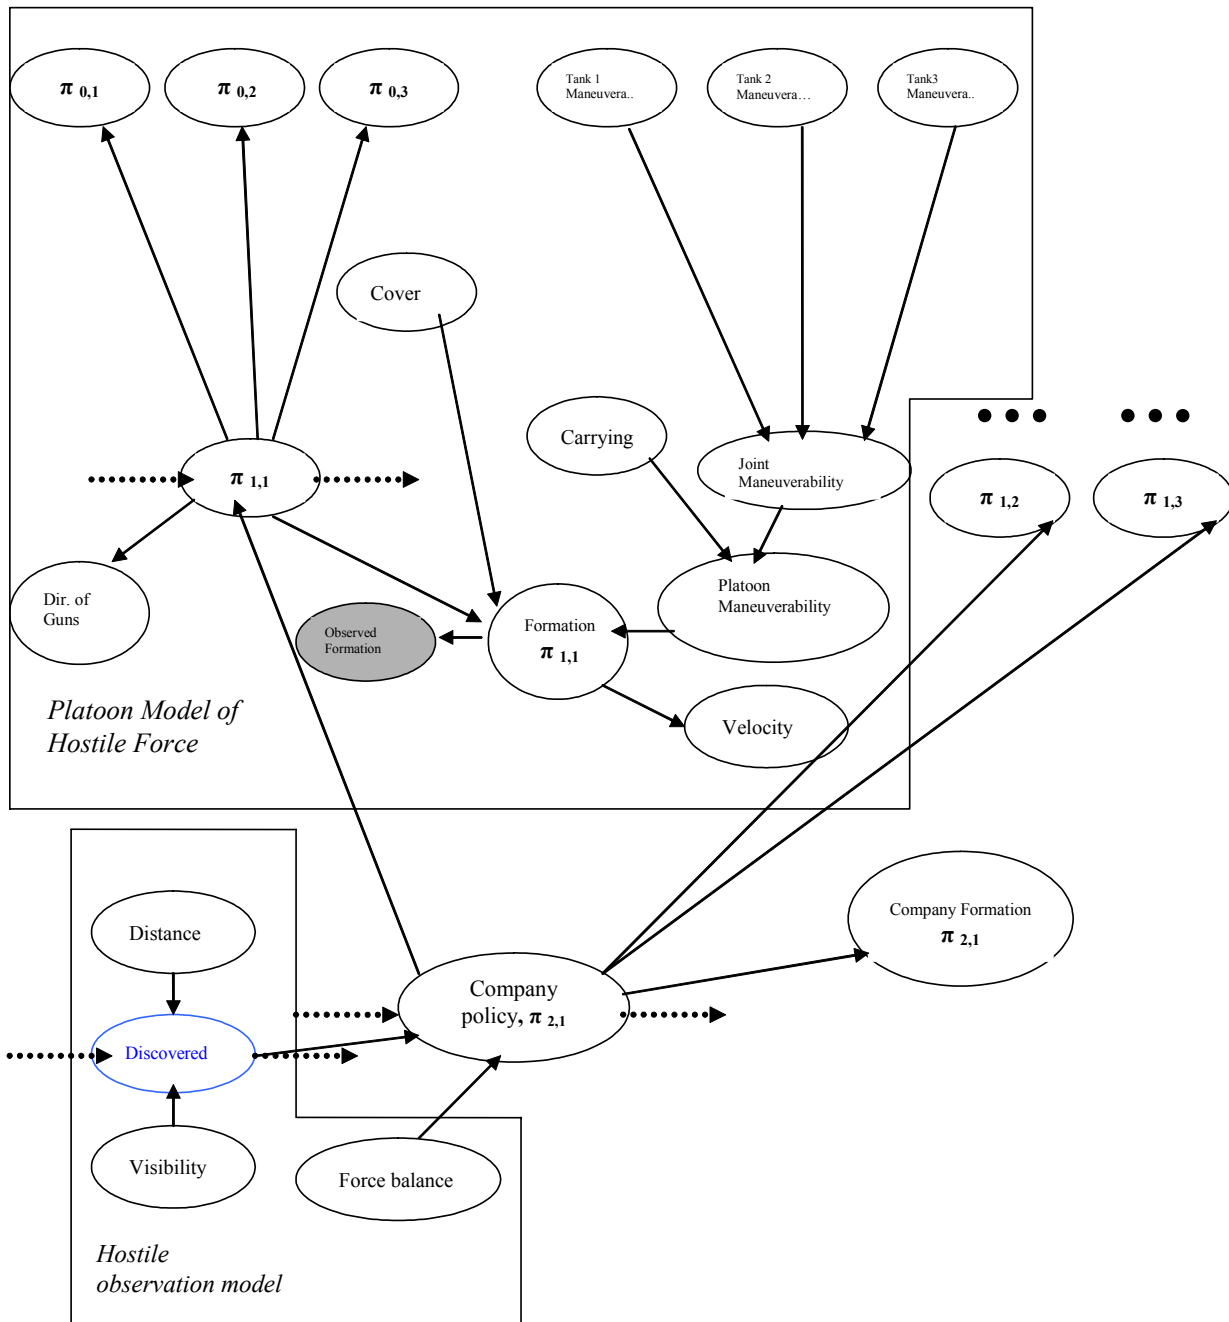 π 0,1
π 0,2
π 0,3
Tank 1
Maneuvera..
Tank 2
Maneuvera…
Tank3
Maneuvera..
Cover
Carrying
Joint
Maneuverability
π 1,1
π 1,2
π 1,3
Dir. of
Guns
Observed
Formation
Formation
π 1,1
Platoon
Maneuverability
Velocity
Platoon Model of
Hostile Force
Distance
Discovered
Visibility
Company
policy, π 2,1
Company Formation
π 2,1
Force balance
Hostile
observation model